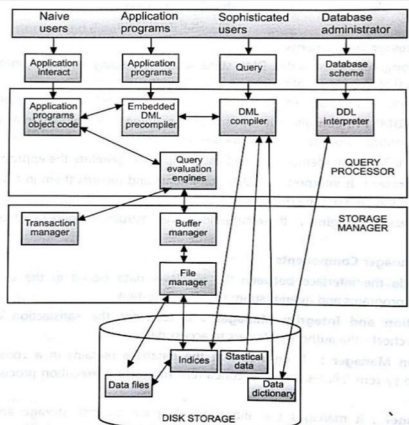 Naive users
Application programs
Sophisticated users
Database administrator
Application interact
Application programs
Query
Database scheme
Application programs object code
Embedded DML precompiler
DML compiler
DDL interpreter
Query evaluation engines
QUERY PROCESSOR
Transaction manager
Buffer manager
STORAGE MANAGER
File manager
Data files
Indices
Stastical data
Data dictionary
DISK STORAGE